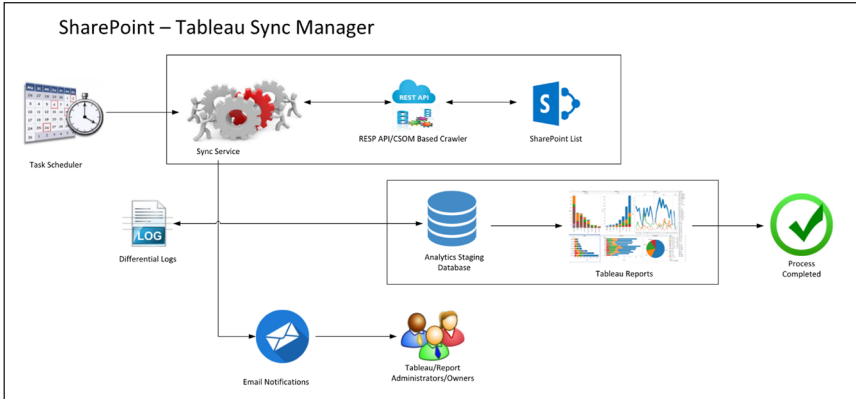 SharePoint – Tableau Sync Manager
REST API
S
Task Scheduler
Sync Service
RESP API/CSOM Based Crawler
SharePoint List
LOG
Differential Logs
Analytics Staging
Database
Tableau Reports
Process
Completed
Email Notifications
Tableau/Report
Administrators/Owners